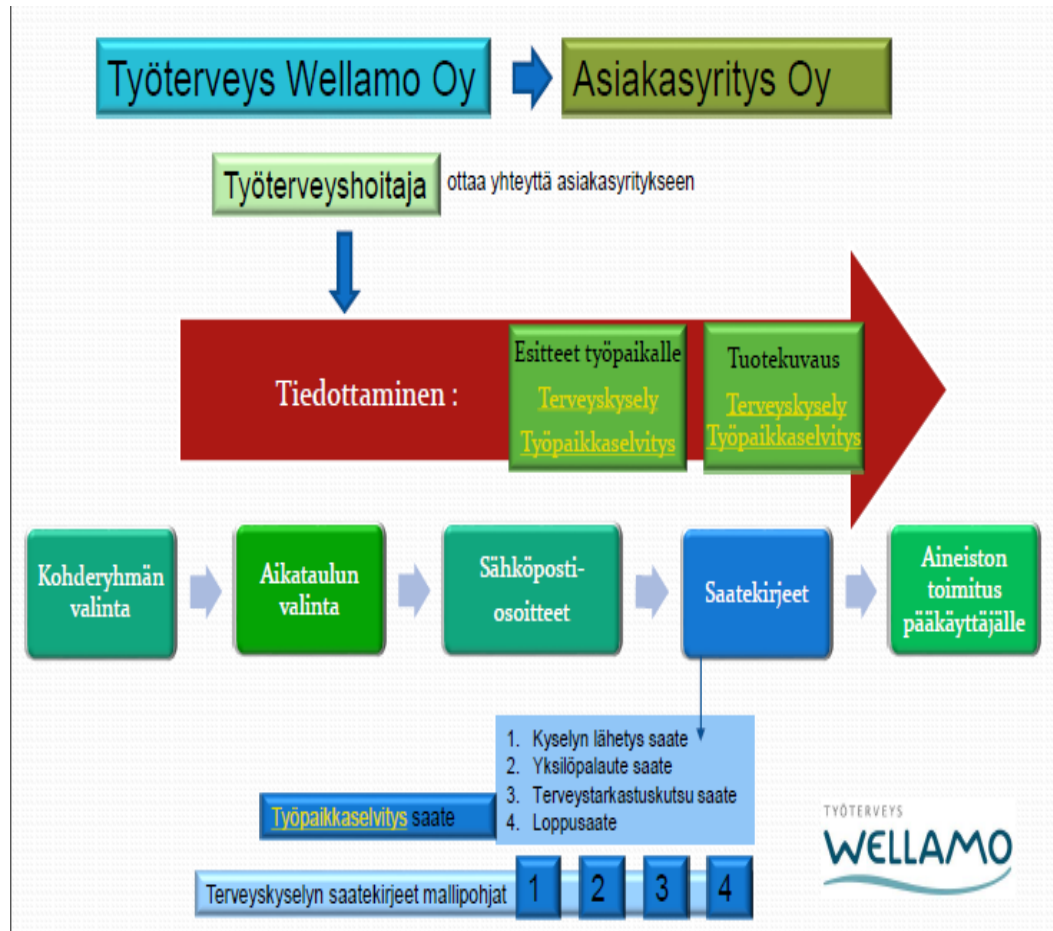 Työterveys Wellamo Oy
Asiakasyritys Oy
Työterveyshoitaja
ottaa yhteyttä asiakasyritykseen
Tiedottaminen :
Esitteet työpaikalle
Terveyskysely
Työpaikkaselvitys
Tuotekuvaus
Terveyskysely
Työpaikkaselvitys
Kohderyhmän
valinta
Aikataulun
valinta
Sähköposti-
osoitteet
Saatekirjeet
Aineiston
toimitus
pääkäyttäjälle
1. Kyselyn lähetys saate
2. Yksilöpalaute saate
3. Terveystarkastuskutsu saate
4. Loppusaate
Työpaikkaselvitys saate
Terveyskyselyn saatekirjeet mallipohjat 1 2 3 4
TYÖTERVEYS
WELLAMO